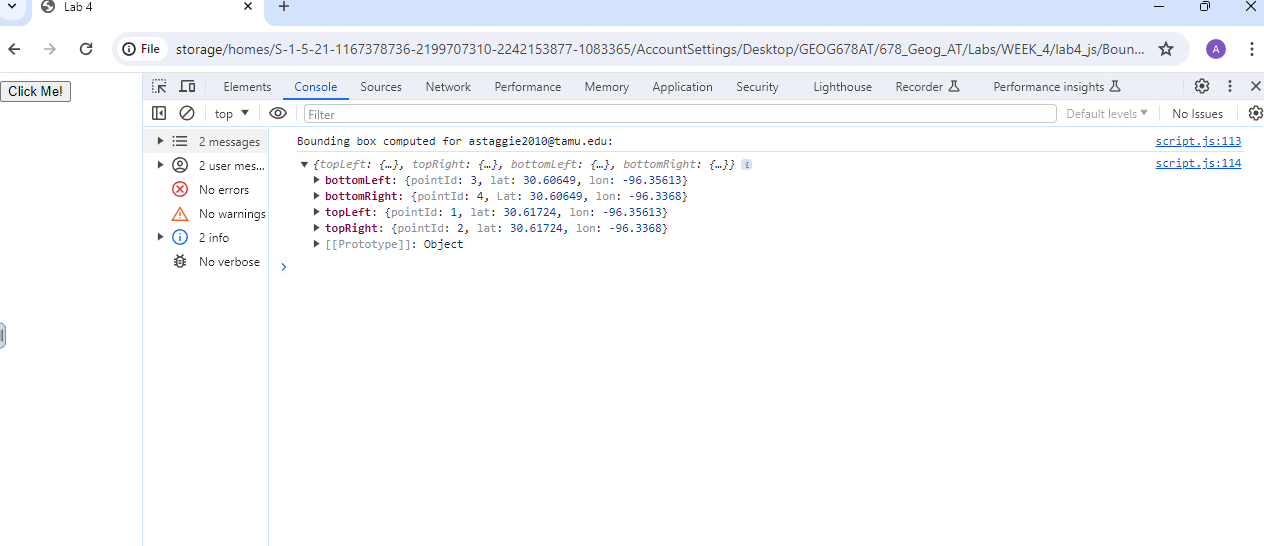 Lab 4
File storage/homes/S-1-5-21-1167378736-2199707310-2242153877-1083365/AccountSettings/Desktop/GEOG678AT/678_Geog_AT/Labs/WEEK_4/lab4_js/Boun... A
Click Me!
Elements Console Sources Network Performance Memory Application Security Lighthouse Recorder Performance insights
top Filter Default levels No Issues
2 messages
2 user mes...
No errors
No warnings
2 info
No verbose
Bounding box computed for astaggie2010@tamu.edu: script.js:113
{topLeft: {…}, topRight: {…}, bottomLeft: {…}, bottomRight: {…}} i script.js:114
bottomLeft: {pointId: 3, lat: 30.60649, lon: -96.35613}
bottomRight: {pointId: 4, Lat: 30.60649, lon: -96.3368}
topLeft: {pointId: 1, lat: 30.61724, lon: -96.35613}
topRight: {pointId: 2, lat: 30.61724, lon: -96.3368}
[[Prototype]]: Object